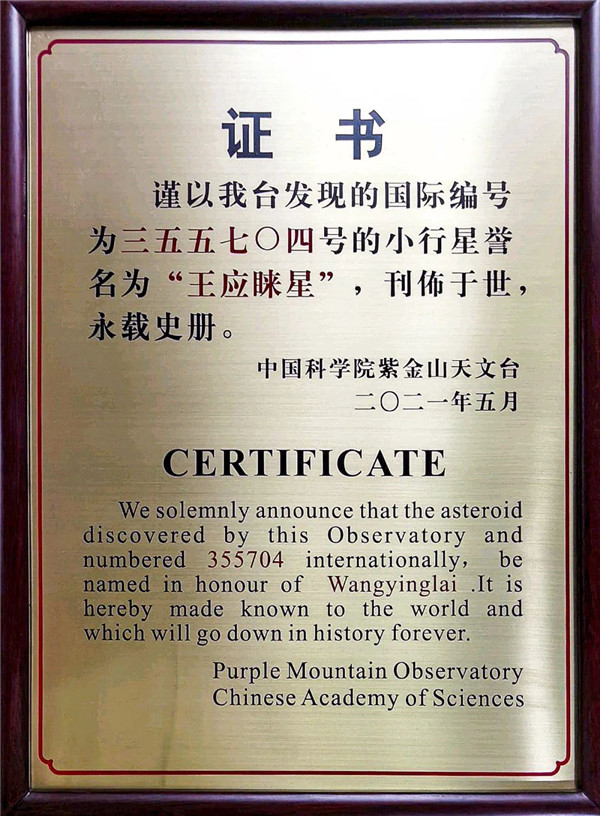 证 书
谨以我台发现的国际编号
为三五五七〇四号的小行星誉
名为“王应睐星”，刊佈于世，
永载史册。
中国科学院紫金山天文台
二〇二一年五月
CERTIFICATE
We solemnly announce that the asteroid
discovered by this Observatory and
numbered 355704 internationally, be
named in honour of Wangyinglai .It is
hereby made known to the world and
which will go down in history forever.
Purple Mountain Observatory
Chinese Academy of Sciences